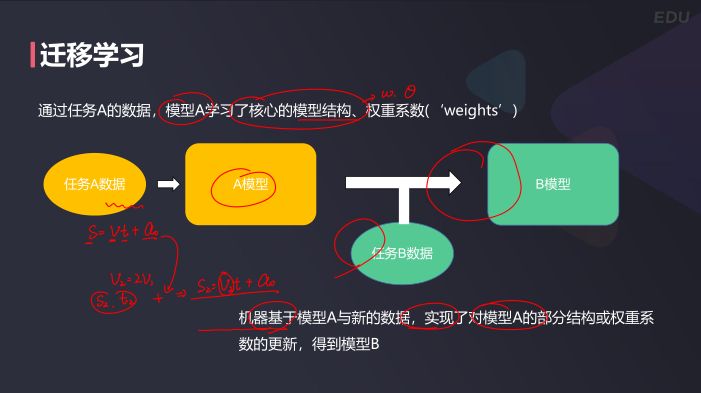 EDU
迁移学习
通过任务A的数据，模型A学习了核心的模型结构、权重系数(‘weights’)
w. θ
任务A数据
A模型
B模型
任务B数据
S=Vt+a₀
V₂=2V₁
S₂. t₂ + ⇒ S₂=V₂t+a₀
机器基于模型A与新的数据，实现了对模型A的部分结构或权重系
数的更新，得到模型B